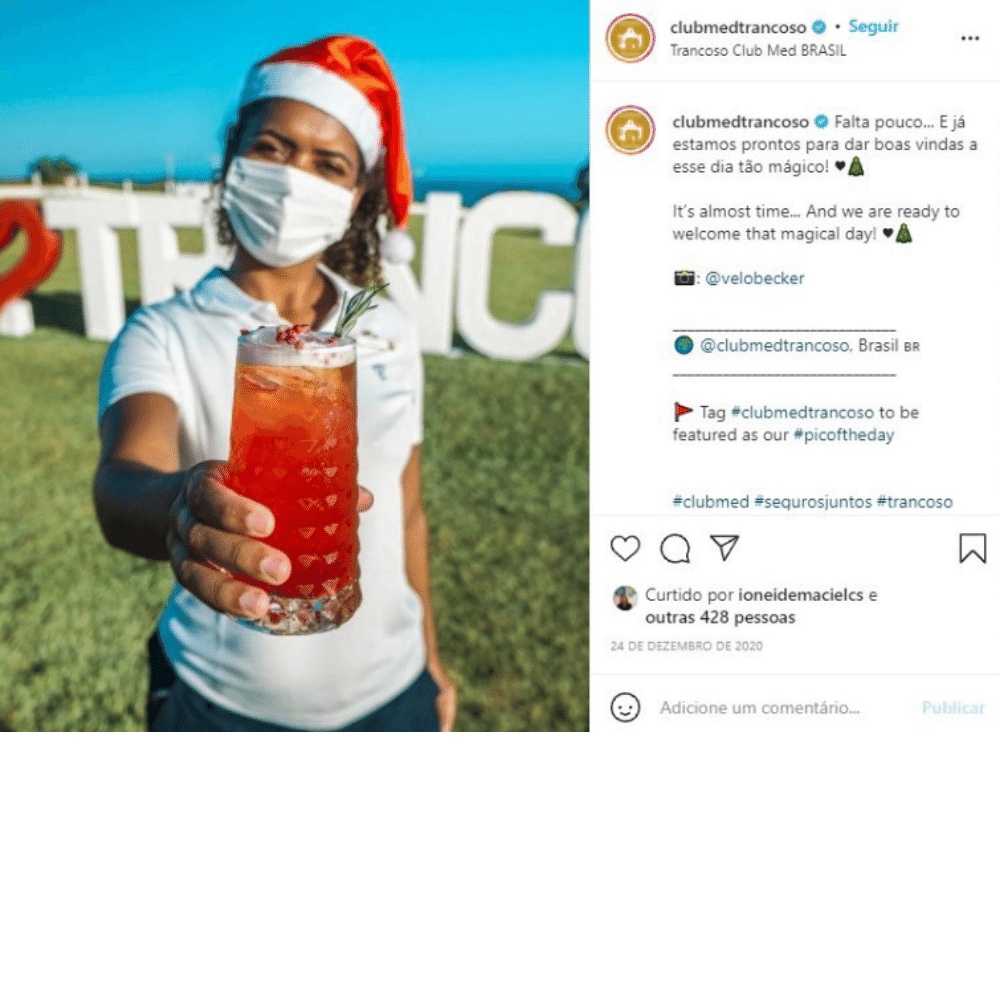 TRANC
clubmedtrancoso • Seguir
Trancoso Club Med BRASIL
clubmedtrancoso Falta pouco... E já
estamos prontos para dar boas vindas a
esse dia tão mágico! ♥🎄
It's almost time... And we are ready to
welcome that magical day! ♥🎄
📷: @velobecker
________________________________
🌎 @clubmedtrancoso, Brasil BR
________________________________
🚩 Tag #clubmedtrancoso to be
featured as our #picoftheday
#clubmed #segurosjuntos #trancoso
Curtido por ioneidemacielcs e
outras 428 pessoas
24 DE DEZEMBRO DE 2020
Adicione um comentário... Publicar